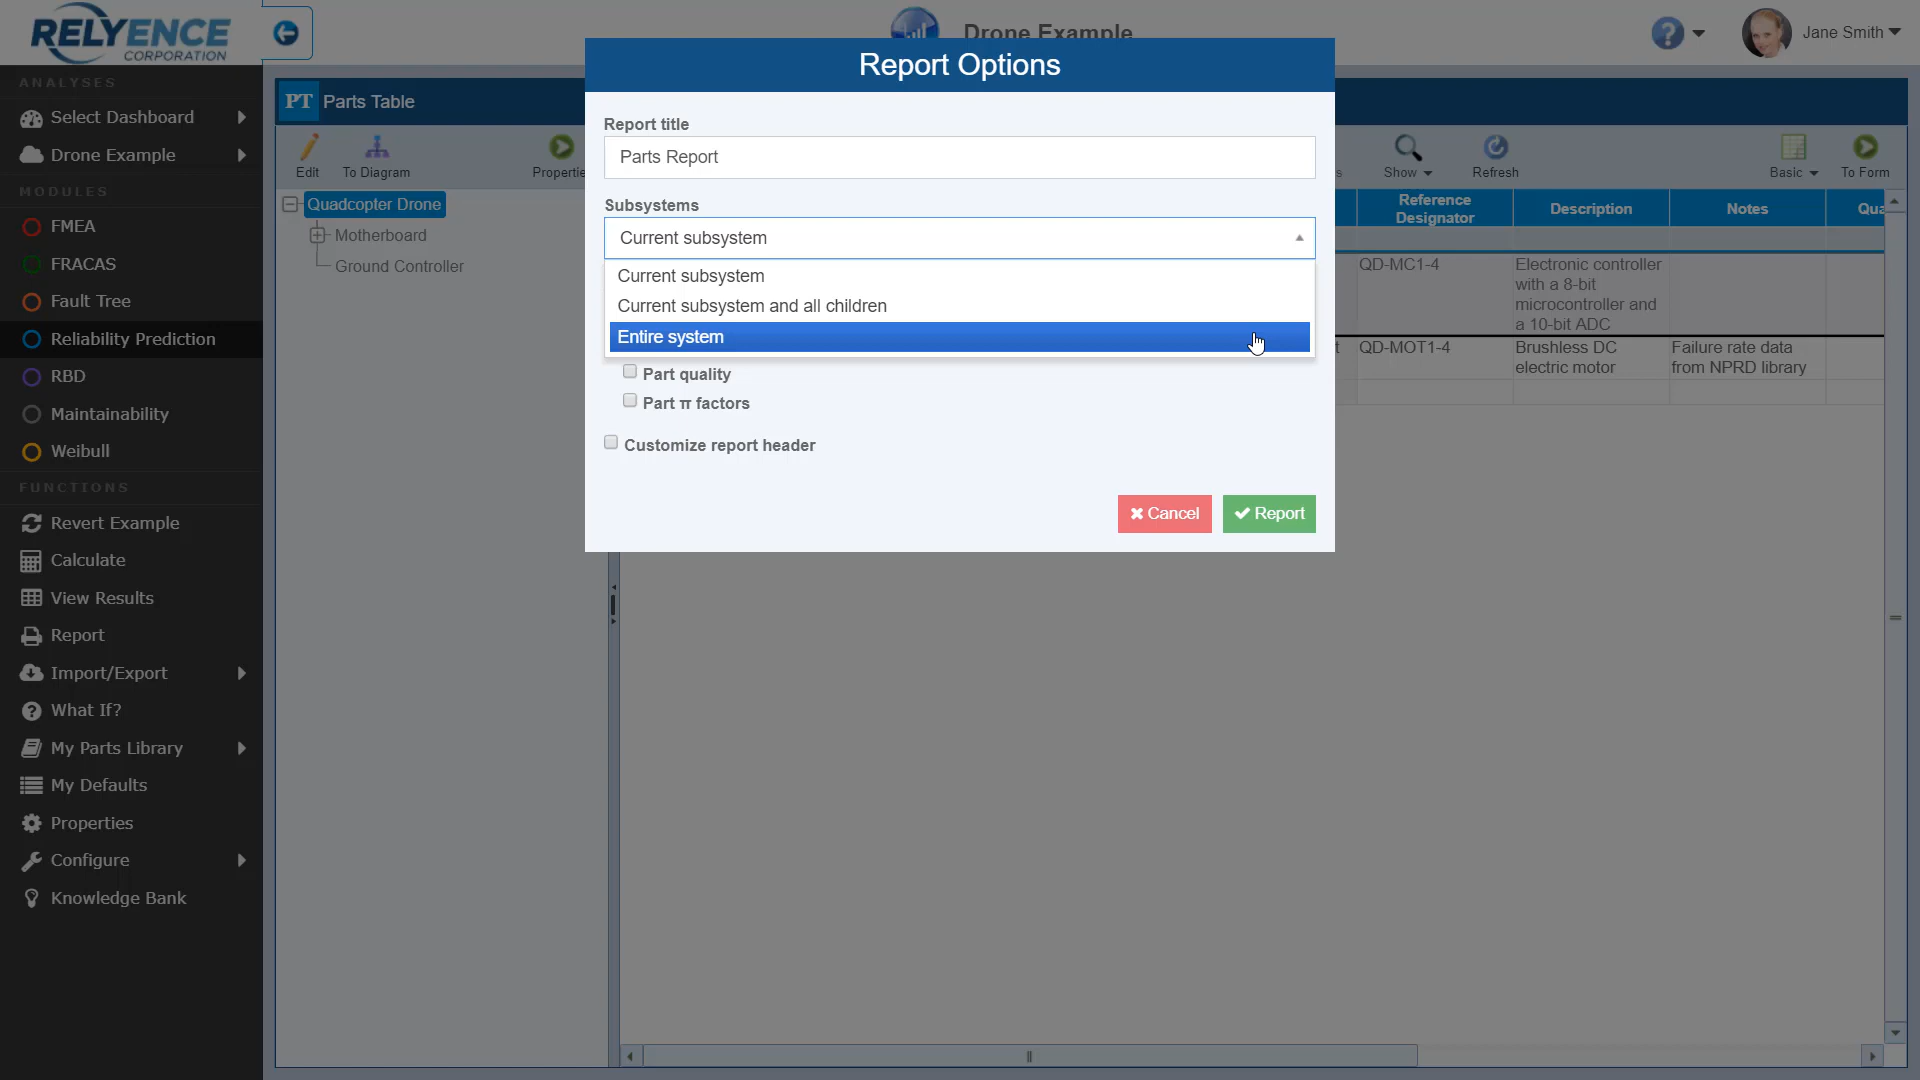 RELYENCE
CORPORATION
Drone Example
Jane Smith
ANALYSES
Select Dashboard
Drone Example
MODULES
FMEA
FRACAS
Fault Tree
Reliability Prediction
RBD
Maintainability
Weibull
FUNCTIONS
Revert Example
Calculate
View Results
Report
Import/Export
What If?
My Parts Library
My Defaults
Properties
Configure
Knowledge Bank
PT Parts Table
Edit
To Diagram
Show
Refresh
Basic
To Form
Quadcopter Drone
Motherboard
Ground Controller
Reference
Designator
Description
Notes
QD-MC1-4
Electronic controller
with a 8-bit
microcontroller and
a 10-bit ADC
QD-MOT1-4
Brushless DC
electric motor
Failure rate data
from NPRD library
Report Options
Report title
Parts Report
Subsystems
Current subsystem
Current subsystem
Current subsystem and all children
Entire system
Part quality
Part π factors
Customize report header
Cancel
Report